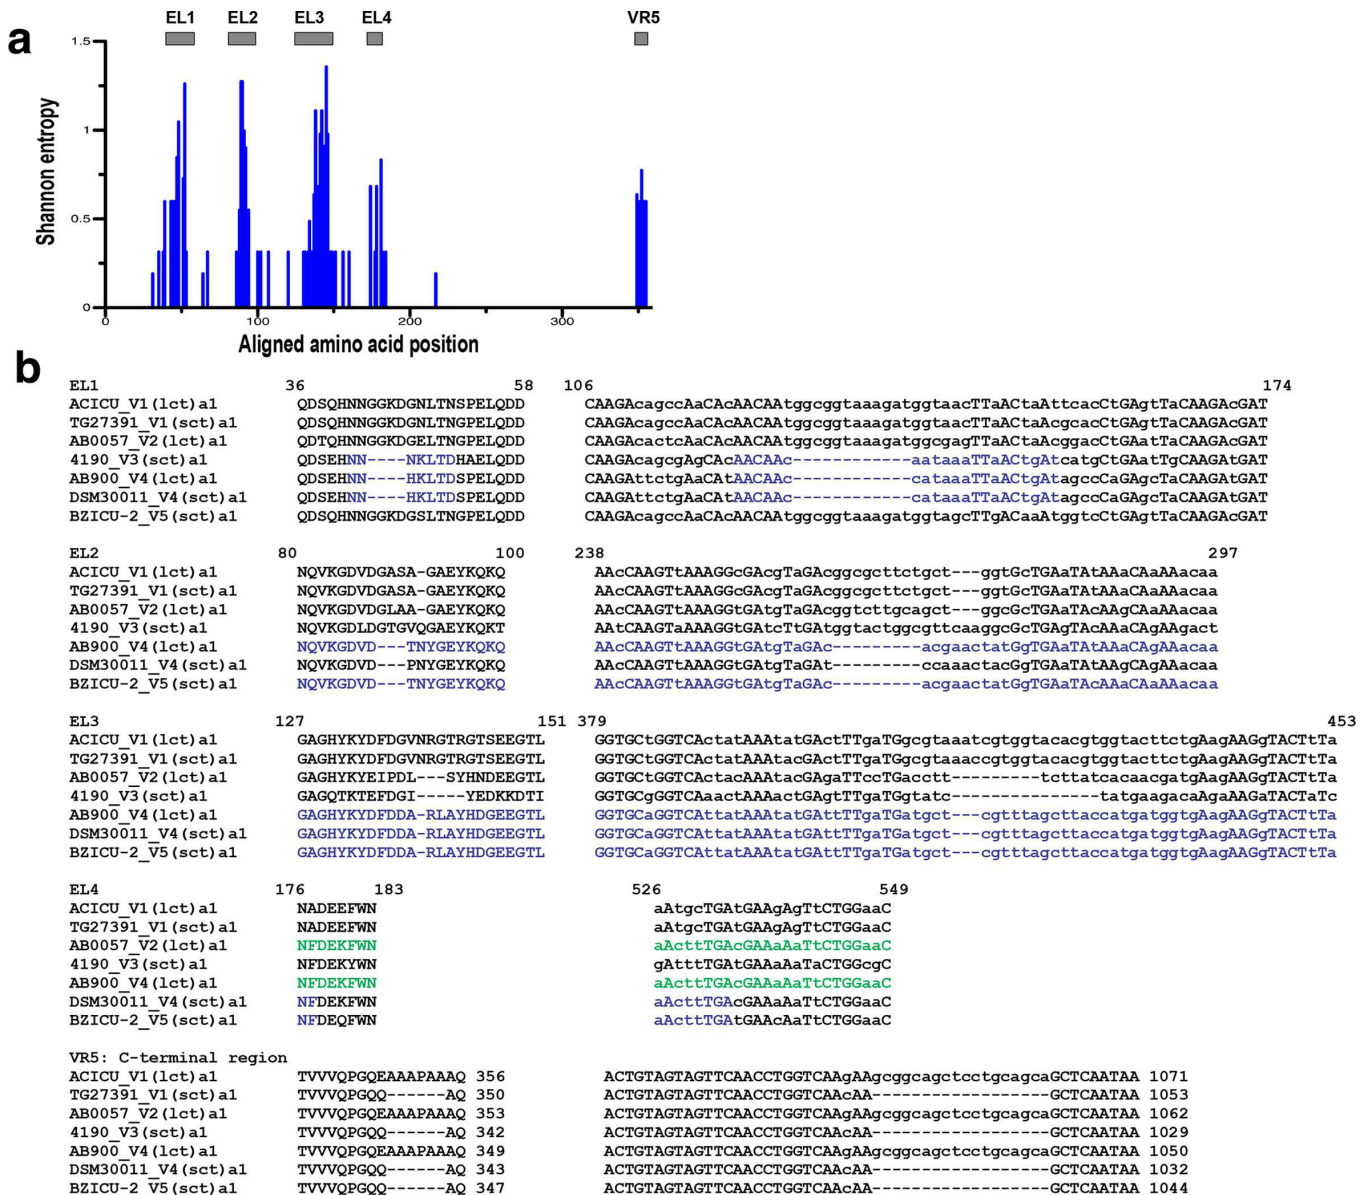 a
EL1 EL2 EL3 EL4 VR5
1.5
1
0.5
0
Shannon entropy
0 100 200 300
Aligned amino acid position
b
EL1 36 58 106 174
ACICU_V1(lct)a1 QDSQHNNGGKDGNLTNSPELQDD CAAGAcagccAaCACAACAAtggcggtaaagatggtaacTTaACTaAttcacCtGAgtTaCAAGAcGAT
TG27391_V1(sct)a1 QDSQHNNGGKDGNLTNGPELQDD CAAGAcagccAaCACAACAAtggcggtaaagatggtaacTTaACTaAcggacCtGAatTaCAAGAcGAT
AB0057_V2(lct)a1 QDTQHNNGGKDGELTNGPELQDD CAAGAcactcAaCACAACAAtggcggtaaagatggcgagTTaACTaAcggacCtGAatTaCAAGAcGAT
4190_V3(sct)a1 QDSEHNN----NKLTDHAELQDD CAAGAcagcgAgCAcAACAAc------------aataaaTTaACTgAtcatgCtGAatTgCAAGAtGAT
AB900_V4(lct)a1 QDSEHNN----HKLTDSPELQDD CAAGAttctgAaCAtAACAAc------------cataaaTTaACTgAtagccCaGAgcTaCAAGAtGAT
DSM30011_V4(sct)a1 QDSEHNN----HKLTDSPELQDD CAAGAttctgAaCAtAACAAc------------cataaaTTaACTgAtagccCaGAgcTaCAAGAtGAT
BZICU-2_V5(sct)a1 QDSQHNNGGKDGSLTNGPELQDD CAAGAcagccAaCAcAACAAtggcggtaaagatggtagcTTgACaaAtggtcCtGAgtTaCAAGAcGAT
EL2 80 100 238 297
ACICU_V1(lct)a1 NQVKGDVDGASA-GAEYKQKQ AAcCAAGTtAAAGGcGAcgTaGAcggcgcttctgct---ggtGcTGAaTAtAAaCAaAAacaa
TG27391_V1(sct)a1 NQVKGDVDGASA-GAEYKQKQ AAcCAAGTtAAAGGcGAcgTaGAcggcgcttctgct---ggtGcTGAaTAtAAaCAaAAacaa
AB0057_V2(lct)a1 NQVKGDVDGLAA-GAEYKQKQ AAcCAAGTtAAAGGtGAtgTaGAcggtcttgcagct---ggcGcTGAaTAcAAgCAaAAacaa
4190_V3(sct)a1 NQVKGDLDGTGVQGAEYKQKT AAtCAAGTaAAAGGtGAtcTtGAtggtactggcgttcaaggcGcTGAgTAcAAaCAgAAgact
AB900_V4(lct)a1 NQVKGDVD---TNYGEYKQKQ AAcCAAGTtAAAGGtGAtgTaGAc---------acgaactatGgTGAaTAtAAaCAaAAacaa
DSM30011_V4(sct)a1 NQVKGDVD---PNYGEYKQKQ AAcCAAGTtAAAGGtGAtgTaGAt---------ccaaactacGgTGAaTAtAAgCAgAAacaa
BZICU-2_V5(sct)a1 NQVKGDVD---TNYGEYKQKQ AAcCAAGTtAAAGGtGAtgTaGAc---------acgaactatGgTGAaTAcAAaCAaAAacaa
EL3 127 151 379 453
ACICU_V1(lct)a1 GAGHYKYDFDGVNRGTRGTSEEGTL GGTGCtGGTCActatAAAtatGActTTgaTGgcgtaaatcgtggtacacgtggtacttctgAagAAGgTACTtTa
TG27391_V1(sct)a1 GAGHYKYDFDGVNRGTRGTSEEGTL GGTGCtGGTCActatAAAtatGActTTgaTGgcgtaaaccgtggtacacgtggtacttctgAagAAGgTACTtTa
AB0057_V2(lct)a1 GAGHYKYEIPDL---SYHNDEEGTL GGTGCtGGTCActacAAAtacGAgaTTccTGaccttt---------tcttatcacaacgatgAagAAGgTACTtTa
4190_V3(sct)a1 GAGQTKTEFDGI-----YEDKKDTI GGTGCgGGTCAaactAAAactGAgtTTgaTGgtatc---------------tatgaagacaAgaAAGaTACTaTc
AB900_V4(lct)a1 GAGHYKYDFDDA-RLAYHDGEEGTL GGTGCaGGTCAttatAAAtatGAttTTgaTGatgct---cgtttagcttaccatgatggtgAagAAGgTACTtTa
DSM30011_V4(sct)a1 GAGHYKYDFDDA-RLAYHDGEEGTL GGTGCaGGTCAttatAAAtatGAttTTgaTGatgct---cgtttagcttaccatgatggtgAagAAGgTACTtTa
BZICU-2_V5(sct)a1 GAGHYKYDFDDA-RLAYHDGEEGTL GGTGCaGGTCAttatAAAtatGAttTTgaTGatgct---cgtttagcttaccatgatggtgAagAAGgTACTtTa
EL4 176 183 526 549
ACICU_V1(lct)a1 NADEEFWN aAtgcTGAtGAAgAgTtCTGGaaC
TG27391_V1(sct)a1 NADEEFWN aAtgcTGAtGAAgAgTtCTGGaaC
AB0057_V2(lct)a1 NFDEKFWN aActtTGAcGAAaAaTtCTGGaaC
4190_V3(sct)a1 NFDEKYWN gAtttTGAtGAAaAaTaCTGGcgC
AB900_V4(lct)a1 NFDEKFWN aActtTGAcGAAaAaTtCTGGaaC
DSM30011_V4(sct)a1 NFDEKFWN aActtTGAcGAAaAaTtCTGGaaC
BZICU-2_V5(sct)a1 NFDEQFWN aActtTGAtGAAcAaTtCTGGaaC
VR5: C-terminal region
ACICU_V1(lct)a1 TVVVQPGQEAAAPAAAQ 356 ACTGTAGTAGTTCAACCTGGTCAAgAAgcggcagctcctgcagcaGCTCAATAA 1071
TG27391_V1(sct)a1 TVVVQPGQQ------AQ 350 ACTGTAGTAGTTCAACCTGGTCAAcAA------------------GCTCAATAA 1053
AB0057_V2(lct)a1 TVVVQPGQEAAAPAAAQ 353 ACTGTAGTAGTTCAACCTGGTCAAgAAgcggcagctcctgcagcaGCTCAATAA 1062
4190_V3(sct)a1 TVVVQPGQQ------AQ 342 ACTGTAGTAGTTCAACCTGGTCAAcAA------------------GCTCAATAA 1029
AB900_V4(lct)a1 TVVVQPGQEAAAPAAAQ 349 ACTGTAGTAGTTCAACCTGGTCAAgAAgcggcagctcctgcagcaGCTCAATAA 1050
DSM30011_V4(sct)a1 TVVVQPGQQ------AQ 343 ACTGTAGTAGTTCAACCTGGTCAAcAA------------------GCTCAATAA 1032
BZICU-2_V5(sct)a1 TVVVQPGQQ------AQ 347 ACTGTAGTAGTTCAACCTGGTCAAcAA------------------GCTCAATAA 1044